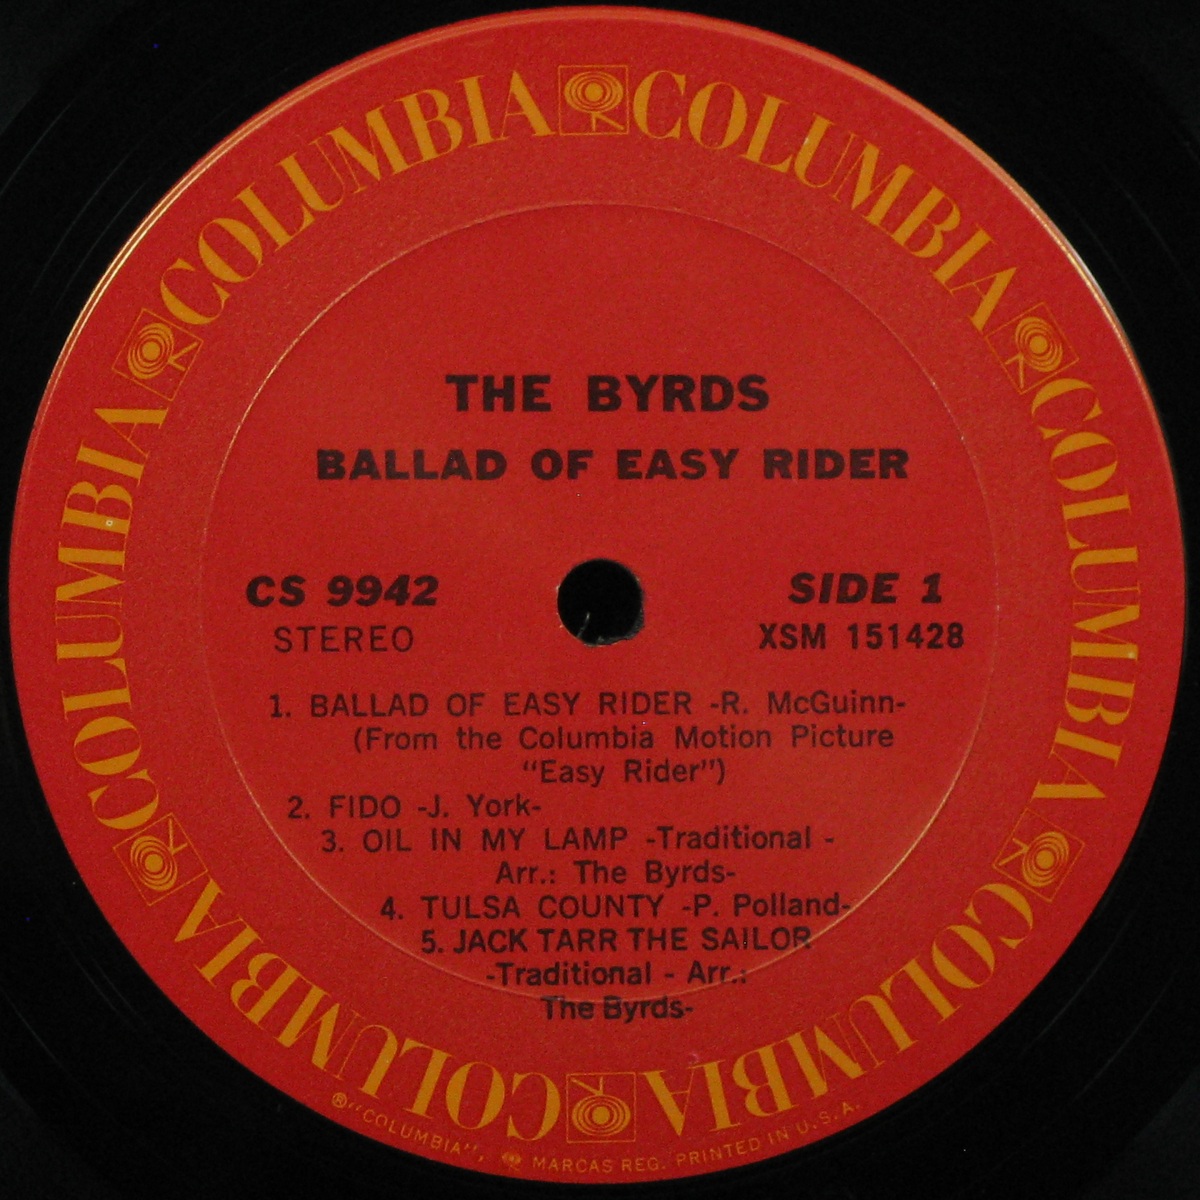 COLUMBIA COLUMBIA COLUMBIA COLUMBIA COLUMBIA COLUMBIA
THE BYRDS
BALLAD OF EASY RIDER
CS 9942
STEREO
SIDE 1
XSM 151428
1. BALLAD OF EASY RIDER -R. McGuinn-
(From the Columbia Motion Picture
"Easy Rider")
2. FIDO -J. York-
3. OIL IN MY LAMP -Traditional -
Arr.: The Byrds-
4. TULSA COUNTY -P. Polland-
5. JACK TARR THE SAILOR
-Traditional - Arr.:
The Byrds-
®"COLUMBIA", MARCAS REG. PRINTED IN U.S.A.